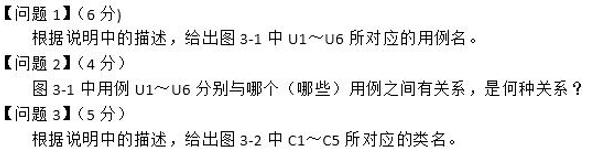 【问题 1】(6 分)
根据说明中的描述，给出图 3-1 中 U1～U6 所对应的用例名。
【问题 2】(4 分）
图 3-1 中用例 U1～U6 分别与哪个（哪些）用例之间有关系，是何种关系？
【问题 3】(5 分）
根据说明中的描述，给出图 3-2 中 C1～C5 所对应的类名。